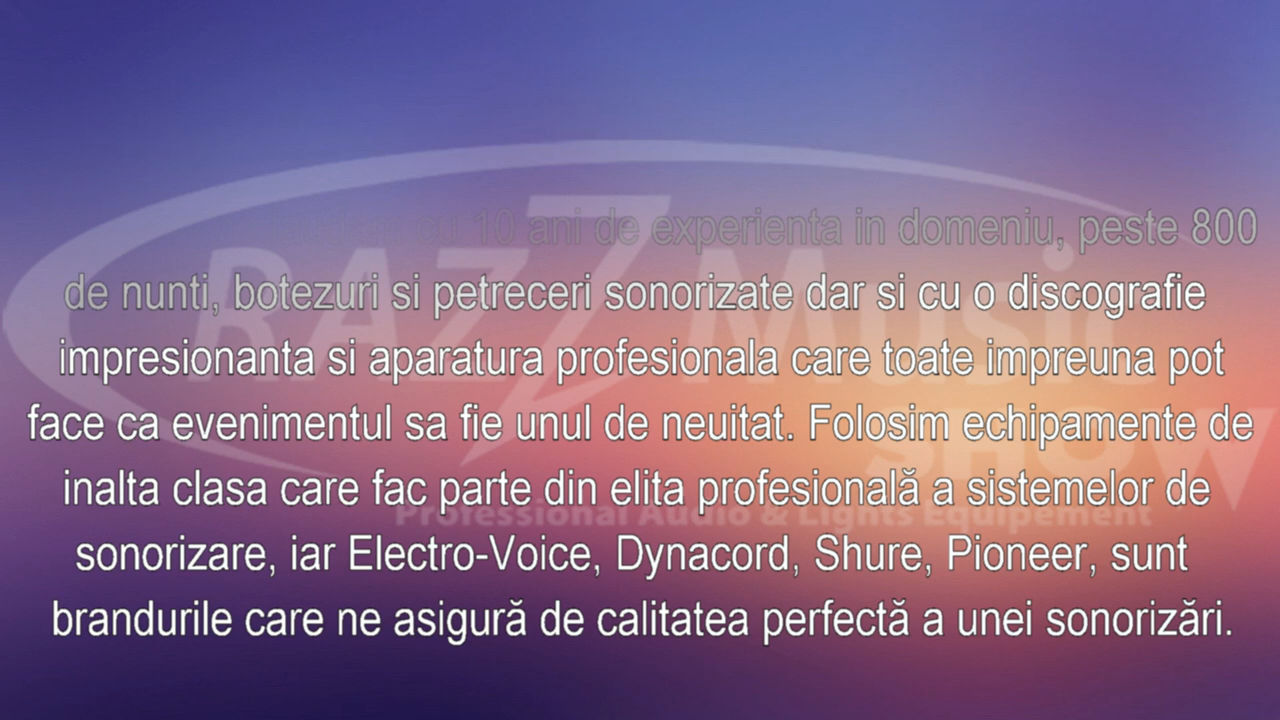 cu 10 ani de experienta in domeniu, peste 800
de nunti, botezuri si petreceri sonorizate dar si cu o discografie
impresionanta si aparatura profesionala care toate impreuna pot
face ca evenimentul sa fie unul de neuitat. Folosim echipamente de
inalta clasa care fac parte din elita profesională a sistemelor de
sonorizare, iar Electro-Voice, Dynacord, Shure, Pioneer, sunt
brandurile care ne asigură de calitatea perfectă a unei sonorizări.
RAZZ Music
SHOW
Professional Audio & Lights Equipement